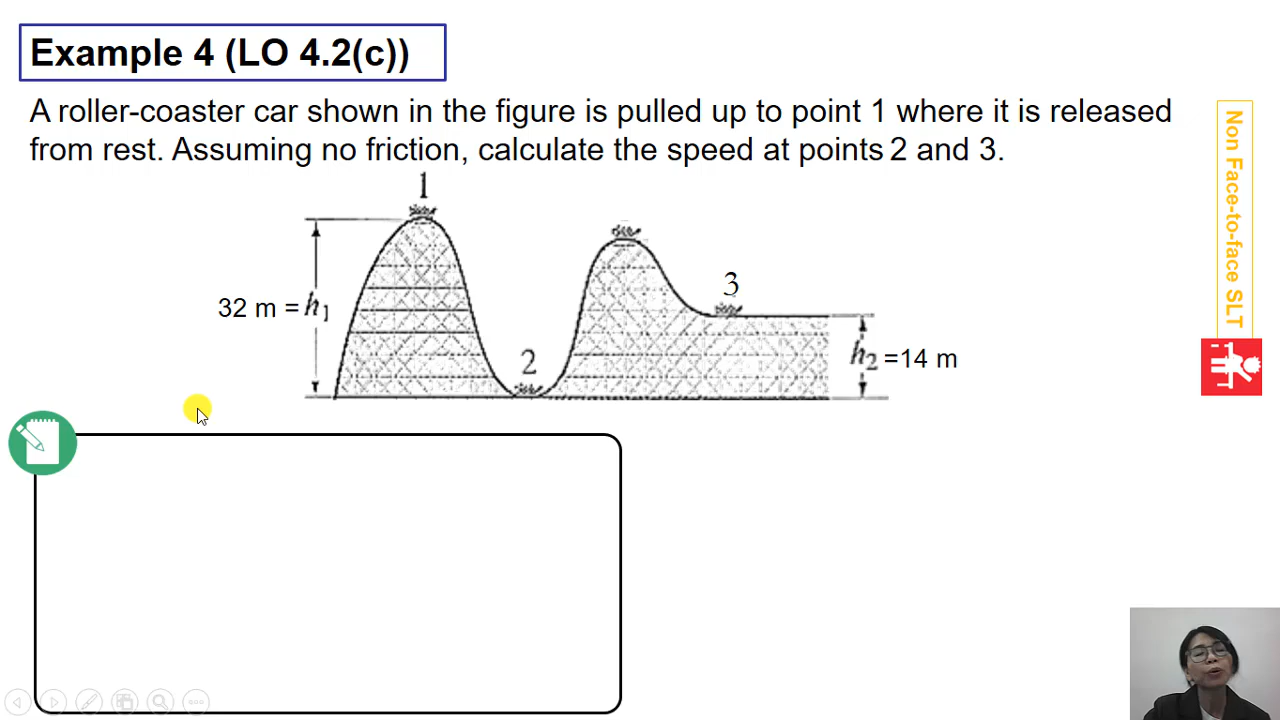 Example 4 (LO 4.2(c))
A roller-coaster car shown in the figure is pulled up to point 1 where it is released
from rest. Assuming no friction, calculate the speed at points 2 and 3.
1
3
32 m = h₁
2
h₂ =14 m
Non Face-to-face SLT